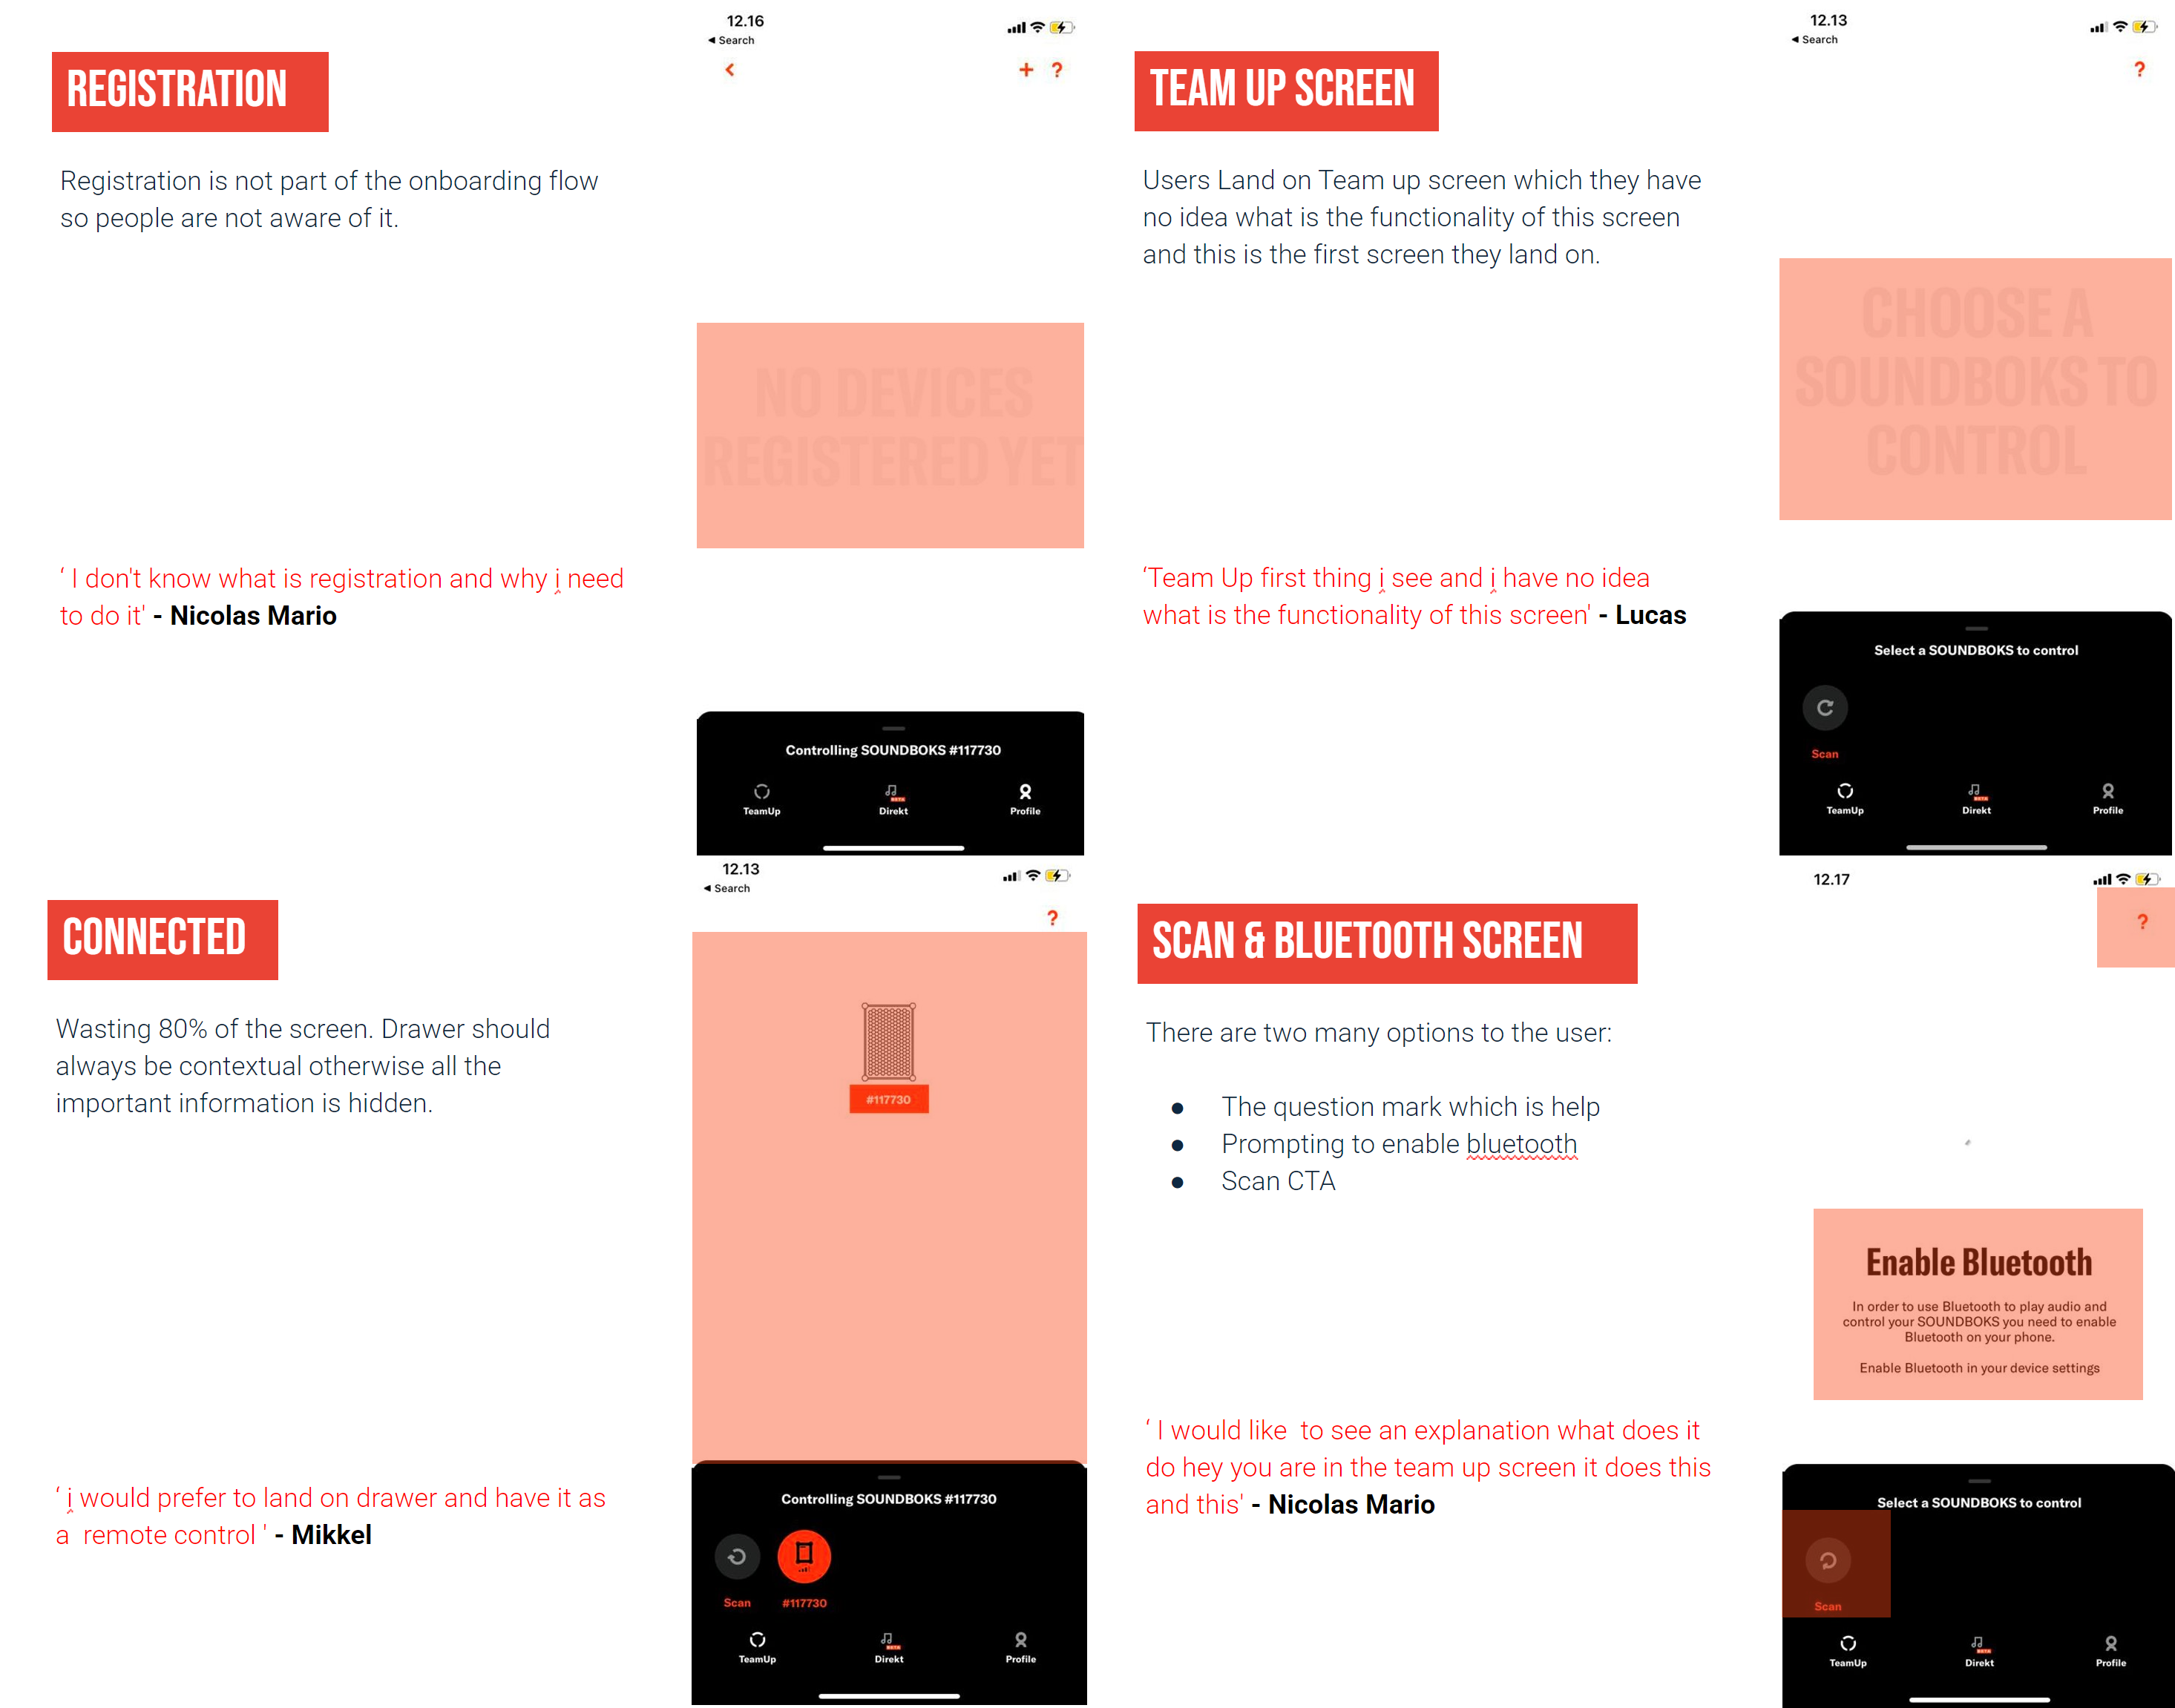 REGISTRATION
Registration is not part of the onboarding flow
so people are not aware of it.
‘ I don't know what is registration and why i need
to do it' - Nicolas Mario
12.16
◄ Search
+ ?
NO DEVICES
REGISTERED YET
Controlling SOUNDBOKS #117730
TeamUp
BETA
Direkt
Profile
TEAM UP SCREEN
Users Land on Team up screen which they have
no idea what is the functionality of this screen
and this is the first screen they land on.
‘Team Up first thing i see and i have no idea
what is the functionality of this screen' - Lucas
12.13
◄ Search
?
CHOOSE A
SOUNDBOKS TO
CONTROL
Select a SOUNDBOKS to control
Scan
TeamUp
BETA
Direkt
Profile
CONNECTED
Wasting 80% of the screen. Drawer should
always be contextual otherwise all the
important information is hidden.
‘ i would prefer to land on drawer and have it as
a  remote control ' - Mikkel
12.13
◄ Search
?
#117730
Controlling SOUNDBOKS #117730
Scan
#117730
TeamUp
BETA
Direkt
Profile
SCAN & BLUETOOTH SCREEN
There are two many options to the user:
● The question mark which is help
● Prompting to enable bluetooth
● Scan CTA
‘ I would like  to see an explanation what does it
do hey you are in the team up screen it does this
and this' - Nicolas Mario
12.17
?
Enable Bluetooth
In order to use Bluetooth to play audio and
control your SOUNDBOKS you need to enable
Bluetooth on your phone.
Enable Bluetooth in your device settings
Select a SOUNDBOKS to control
Scan
TeamUp
BETA
Direkt
Profile